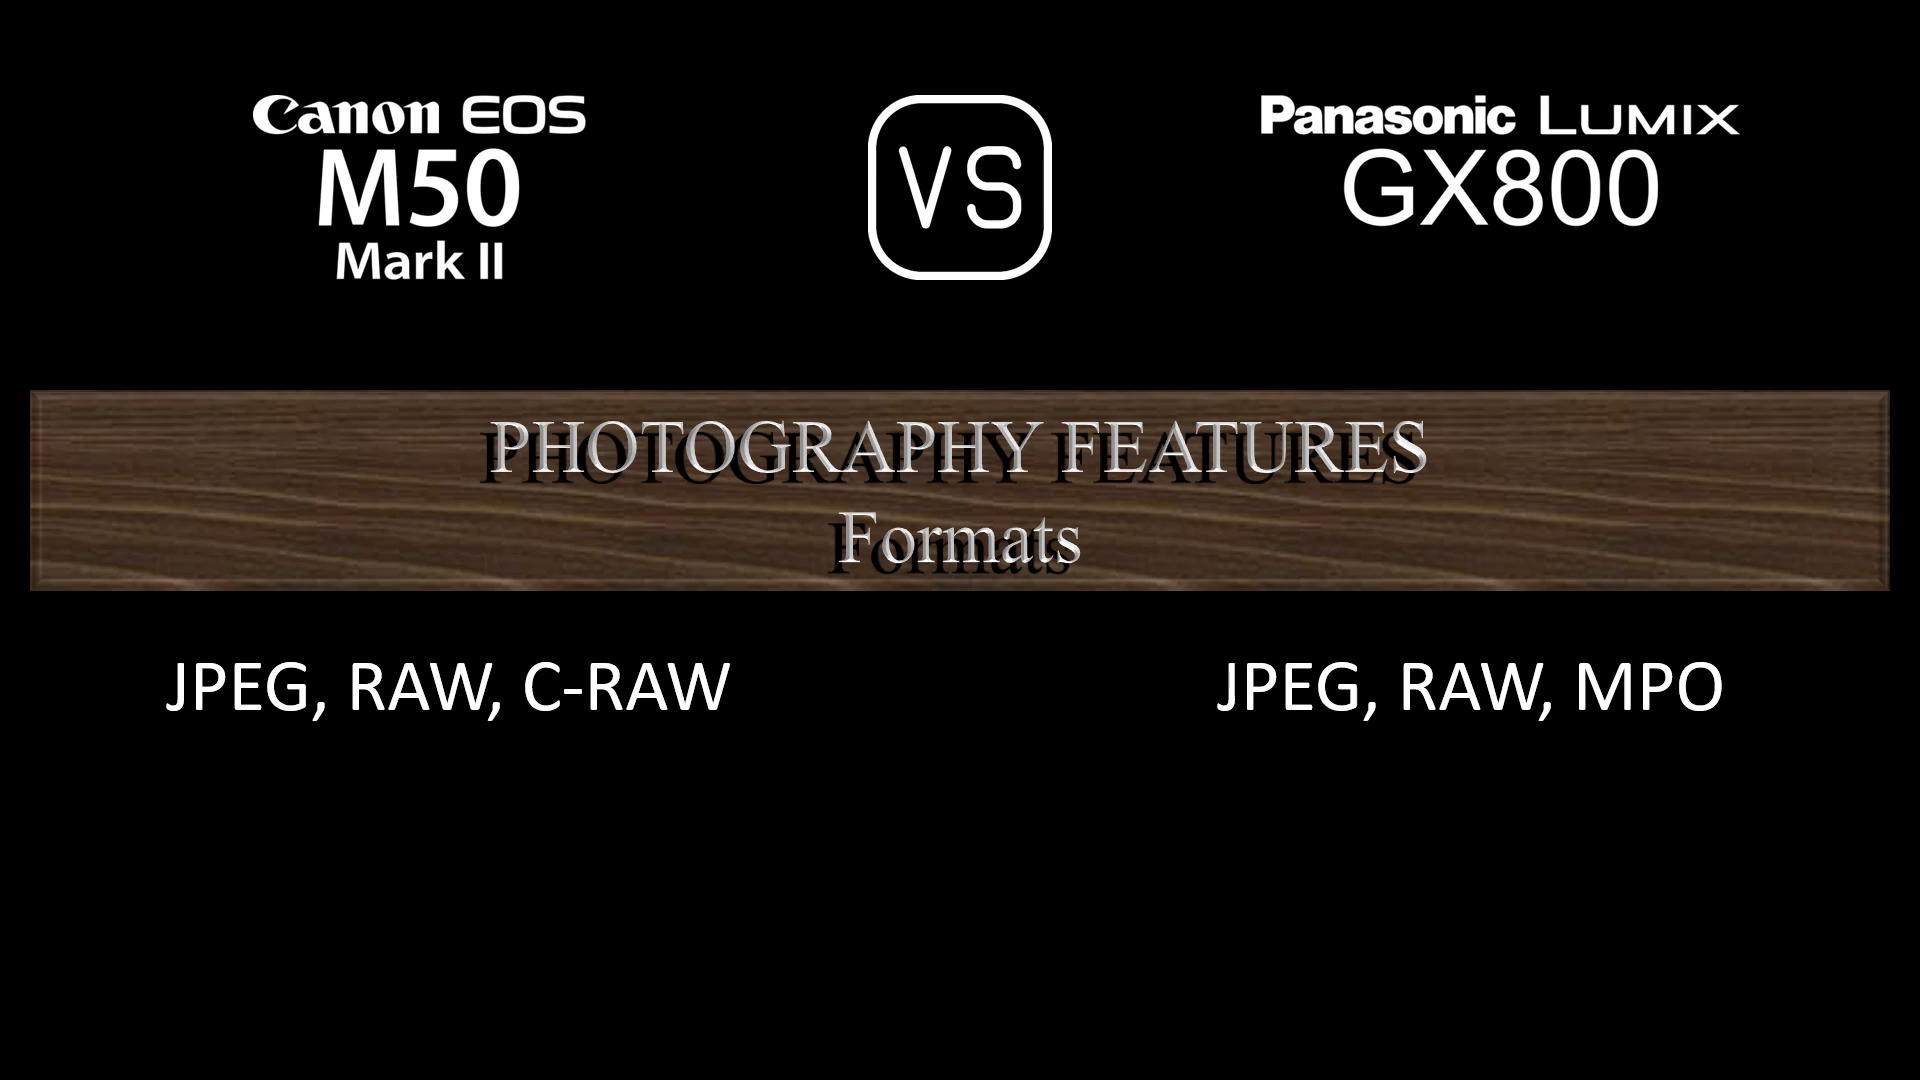 Canon EOS
M50
Mark II
VS
Panasonic LUMIX
GX800
PHOTOGRAPHY FEATURES
Formats
JPEG, RAW, C-RAW
JPEG, RAW, MPO